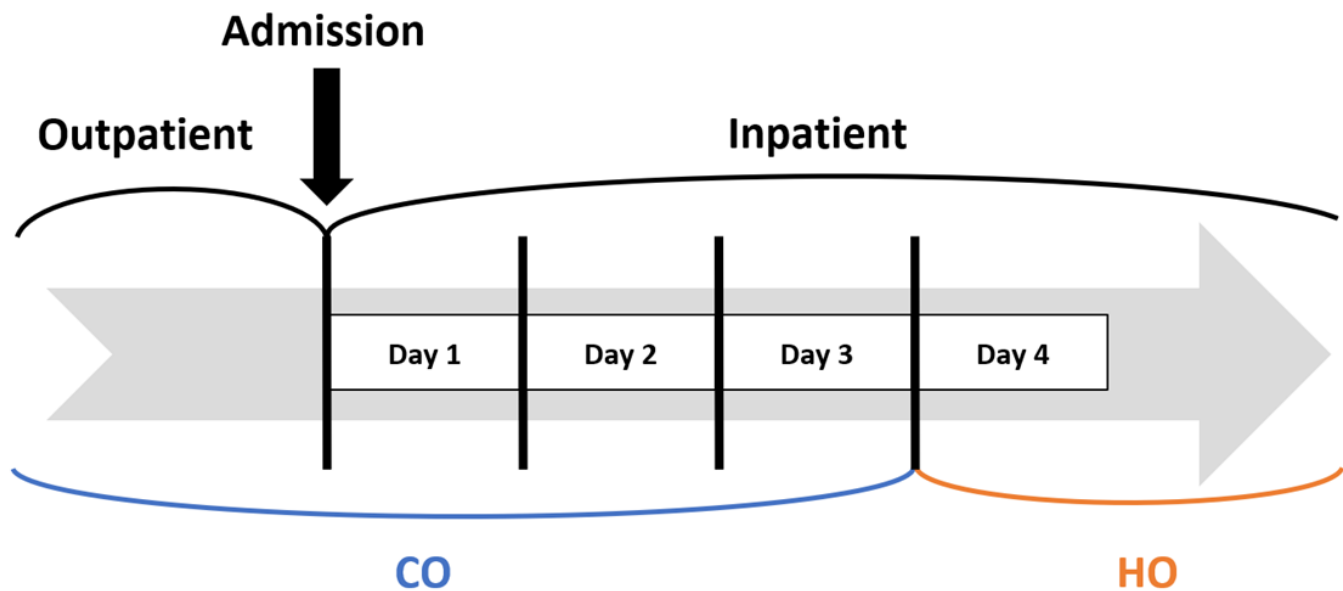 Admission
Outpatient
Inpatient
Day 1
Day 2
Day 3
Day 4
CO
HO